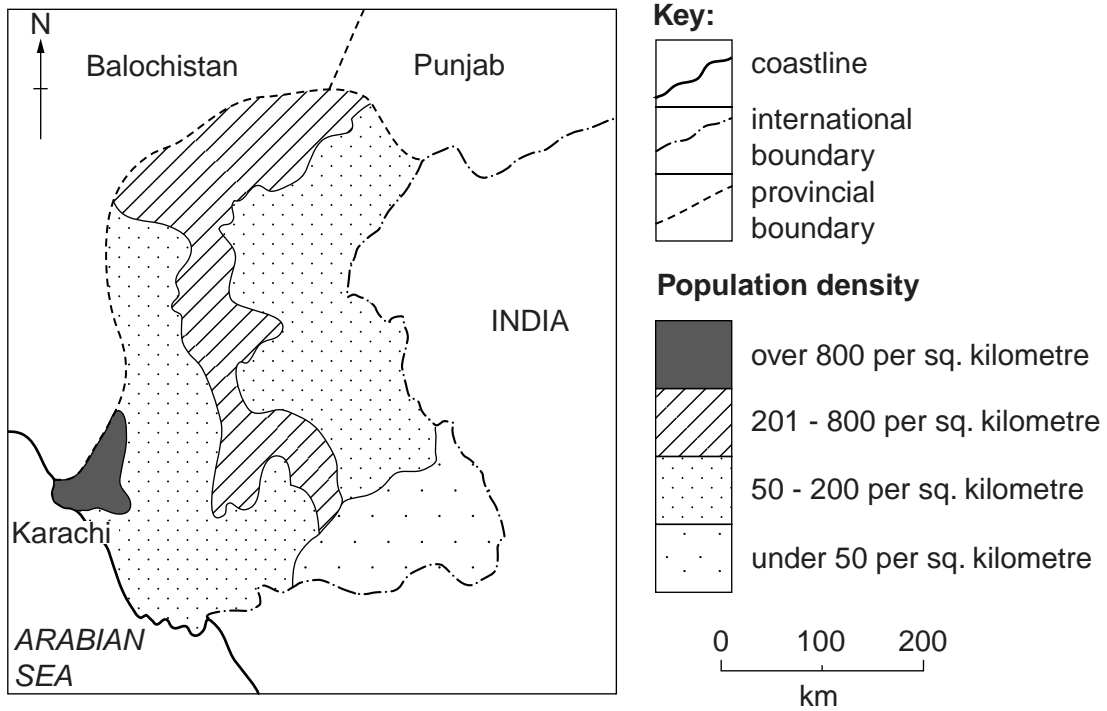 N
Balochistan
Punjab
INDIA
Karachi
ARABIAN
SEA
Key:
coastline
international
boundary
provincial
boundary
Population density
over 800 per sq. kilometre
201 - 800 per sq. kilometre
50 - 200 per sq. kilometre
under 50 per sq. kilometre
0 100 200
km